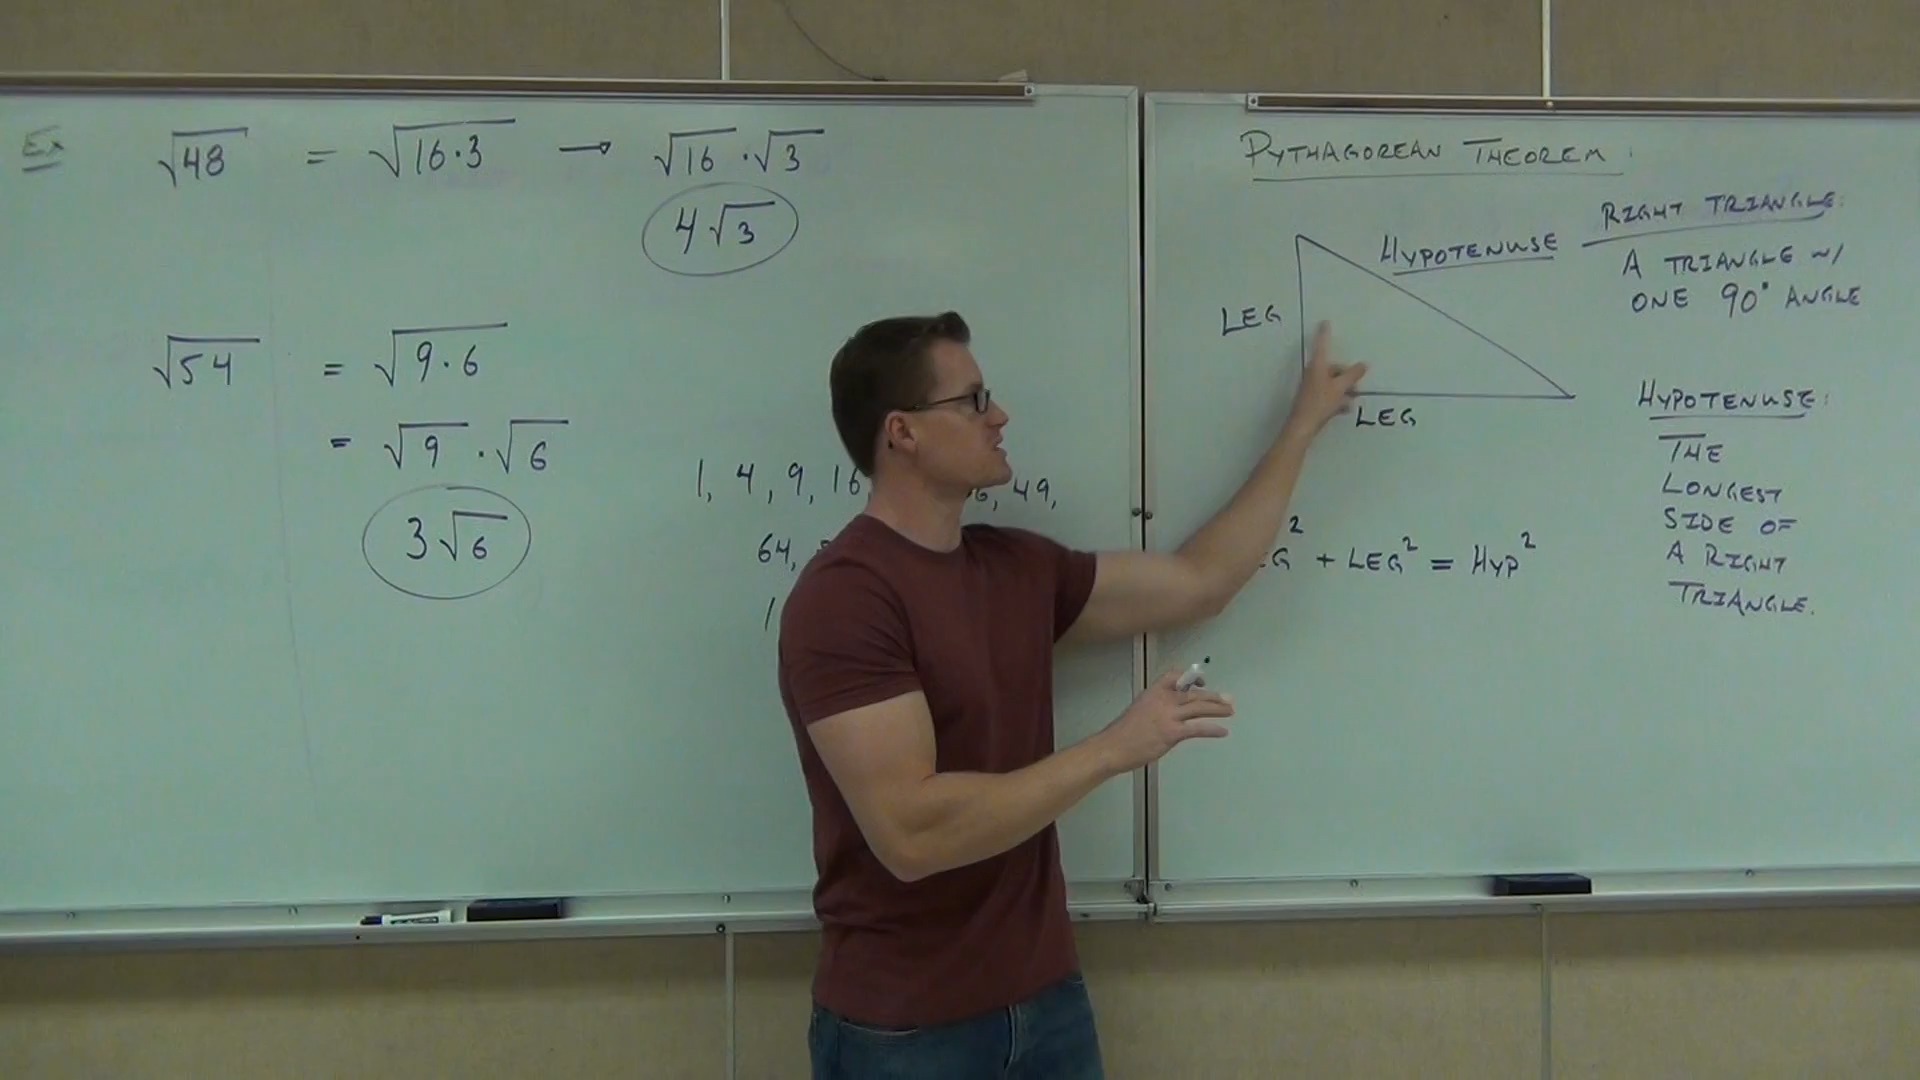 Ex √48 = √16·3 → √16 · √3
4√3
√54 = √9·6
= √9 · √6
3√6
1, 4, 9, 16, 49,
64,
1
PYTHAGOREAN THEOREM:
RIGHT TRIANGLE:
A TRIANGLE W/
ONE 90° ANGLE
HYPOTENUSE
LEG
LEG
LEG² + LEG² = HYP²
HYPOTENUSE:
THE
LONGEST
SIDE OF
A RIGHT
TRIANGLE.